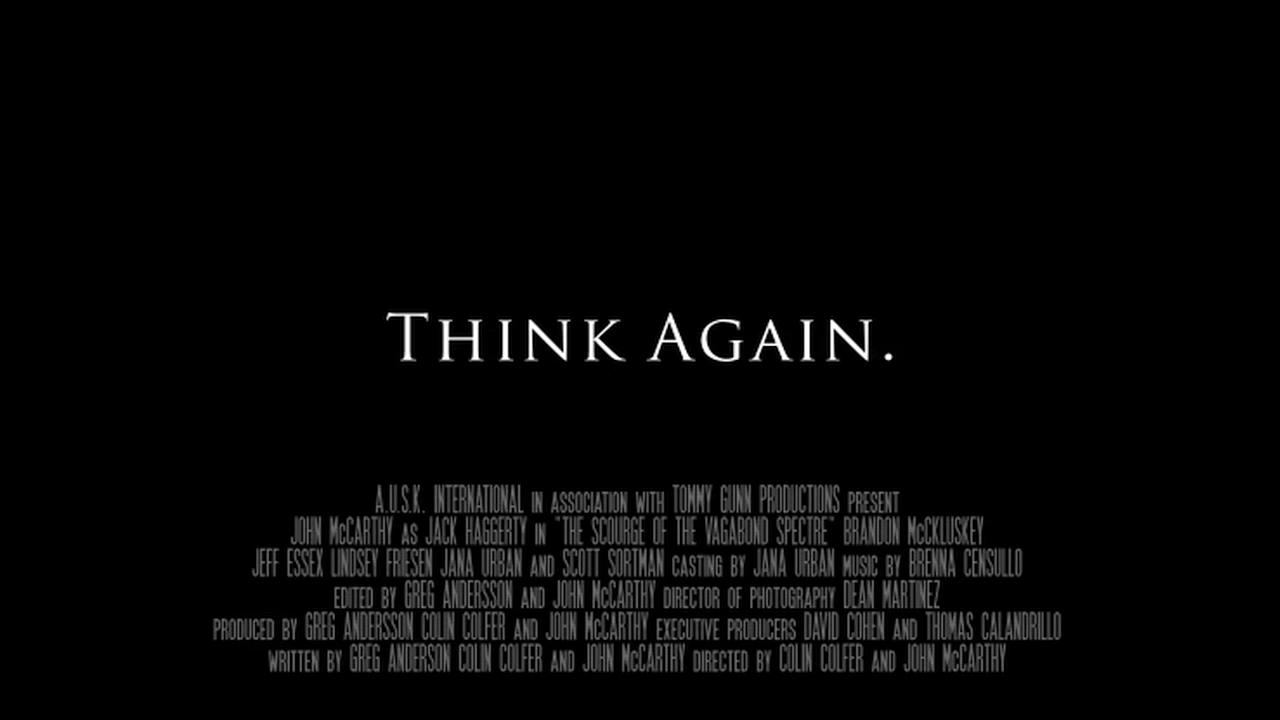 THINK AGAIN.
A.U.S.K. INTERNATIONAL IN ASSOCIATION WITH TOMMY GUNN PRODUCTIONS PRESENT
JOHN McCARTHY AS JACK HAGGERTY IN "THE SCOURGE OF THE VAGABOND SPECTRE" BRANDON McCKLUSKEY
JEFF ESSEX LINDSEY FRIESEN JANA URBAN AND SCOTT SORTMAN CASTING BY JANA URBAN MUSIC BY BRENNA CENSULLO
EDITED BY GREG ANDERSSON AND JOHN McCARTHY DIRECTOR OF PHOTOGRAPHY DEAN MARTINEZ
PRODUCED BY GREG ANDERSSON COLIN COLFER AND JOHN McCARTHY EXECUTIVE PRODUCERS DAVID COHEN AND THOMAS CALANDRILLO
WRITTEN BY GREG ANDERSON COLIN COLFER AND JOHN McCARTHY DIRECTED BY COLIN COLFER AND JOHN McCARTHY